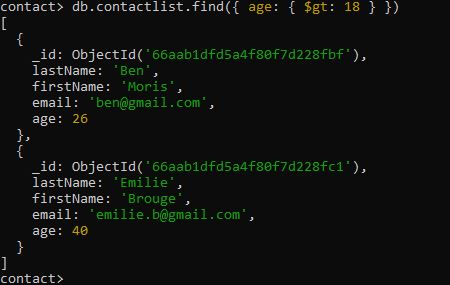 contact> db.contactlist.find({ age: { $gt: 18 } })
[
  {
    _id: ObjectId('66aab1dfd5a4f80f7d228fbf'),
    lastName: 'Ben',
    firstName: 'Moris',
    email: 'ben@gmail.com',
    age: 26
  },
  {
    _id: ObjectId('66aab1dfd5a4f80f7d228fc1'),
    lastName: 'Emilie',
    firstName: 'Brouge',
    email: 'emilie.b@gmail.com',
    age: 40
  }
]
contact>